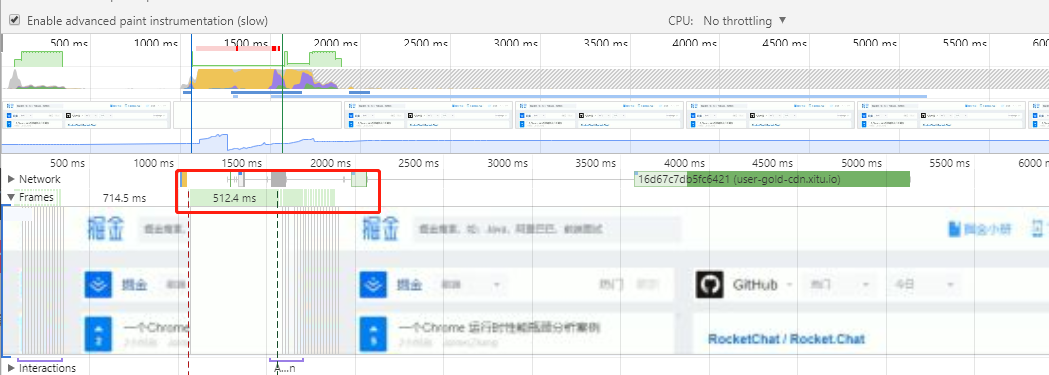 Enable advanced paint instrumentation (slow)
CPU: No throttling
500 ms 1000 ms 1500 ms 2000 ms 2500 ms 3000 ms 3500 ms 4000 ms 4500 ms 5000 ms 5500 ms 6000
500 ms 1000 ms 1500 ms 2000 ms 2500 ms 3000 ms 3500 ms 4000 ms 4500 ms 5000 ms 5500 ms 6000 m
Network
16d67c7db5fc6421 (user-gold-cdn.xitu.io)
Frames
714.5 ms
512.4 ms
掘金
掘金
掘金小册
掘金
掘金
热门
GitHub
热门
今日
一个Chrome
一个Chrome 运行时性能瓶颈分析案例
2
5
RocketChat / Rocket.Chat
Interactions
A...n